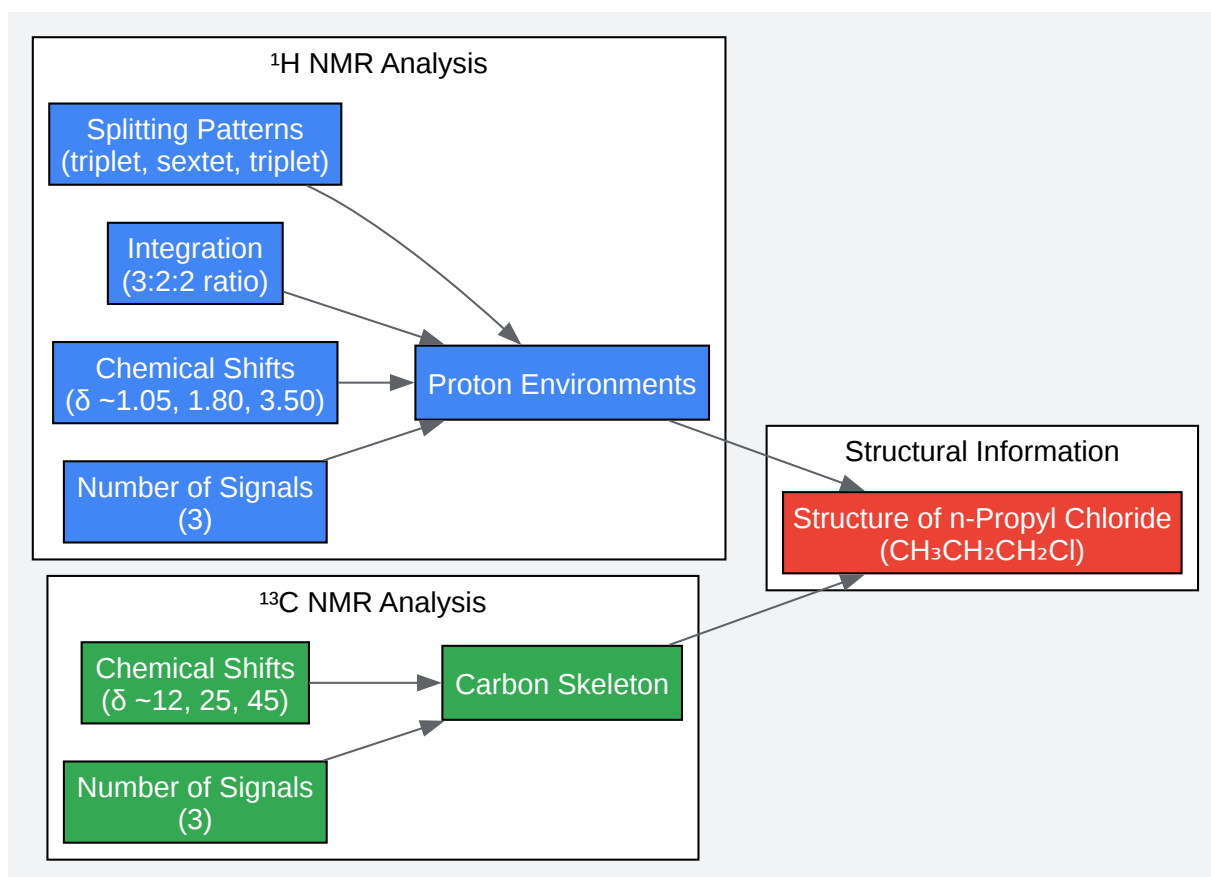 ¹H NMR Analysis
Splitting Patterns
(triplet, sextet, triplet)
Integration
(3:2:2 ratio)
Chemical Shifts
(δ ~1.05, 1.80, 3.50)
Number of Signals
(3)
Proton Environments
¹³C NMR Analysis
Chemical Shifts
(δ ~12, 25, 45)
Number of Signals
(3)
Carbon Skeleton
Structural Information
Structure of n-Propyl Chloride
(CH₃CH₂CH₂Cl)